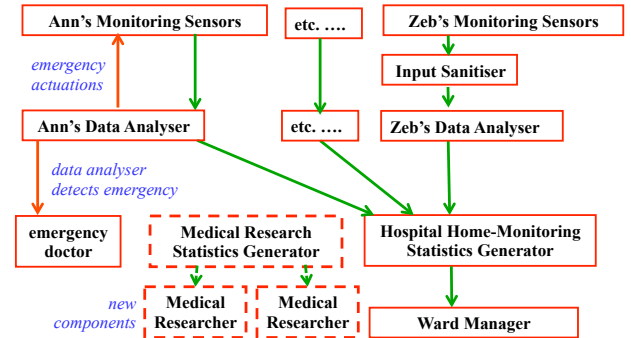 Ann's Monitoring Sensors
etc. ....
Zeb's Monitoring Sensors
emergency
actuations
Input Sanitiser
Ann's Data Analyser
etc. ....
Zeb's Data Analyser
data analyser
detects emergency
emergency
doctor
Medical Research
Statistics Generator
Hospital Home-Monitoring
Statistics Generator
new
components
Medical
Researcher
Medical
Researcher
Ward Manager